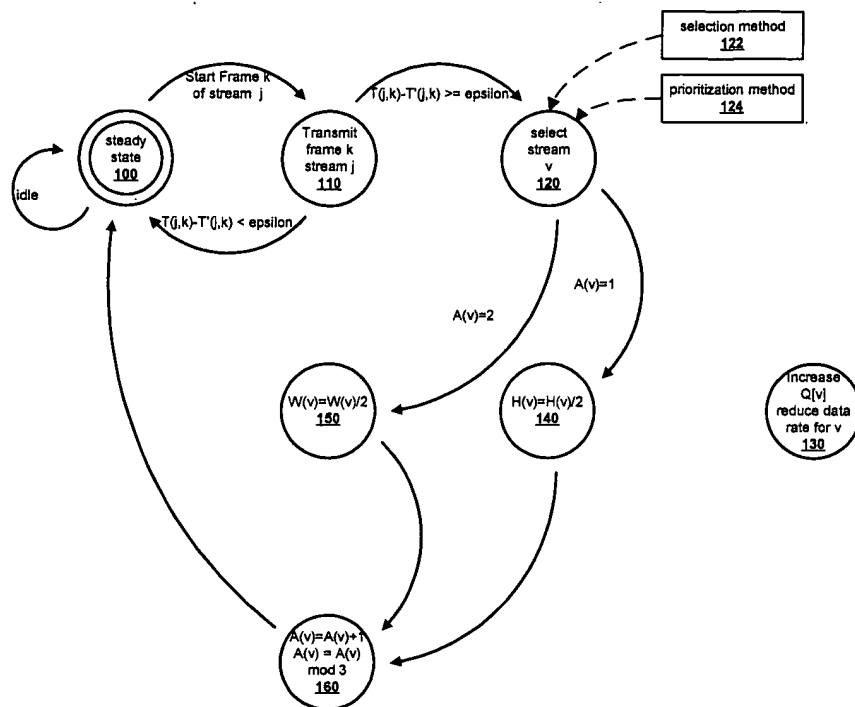 selection method
122
prioritization method
124
Start Frame k
of stream j
T(j,k)-T'(j,k) >= epsilon
steady
state
100
Transmit
frame k
stream j
110
select
stream
v
120
idle
T(j,k)-T'(j,k) < epsilon
A(v)=1
A(v)=2
W(v)=W(v)/2
150
H(v)=H(v)/2
140
Increase
Q[v]
reduce data
rate for v
130
A(v)=A(v)+1
A(v) = A(v)
mod 3
160